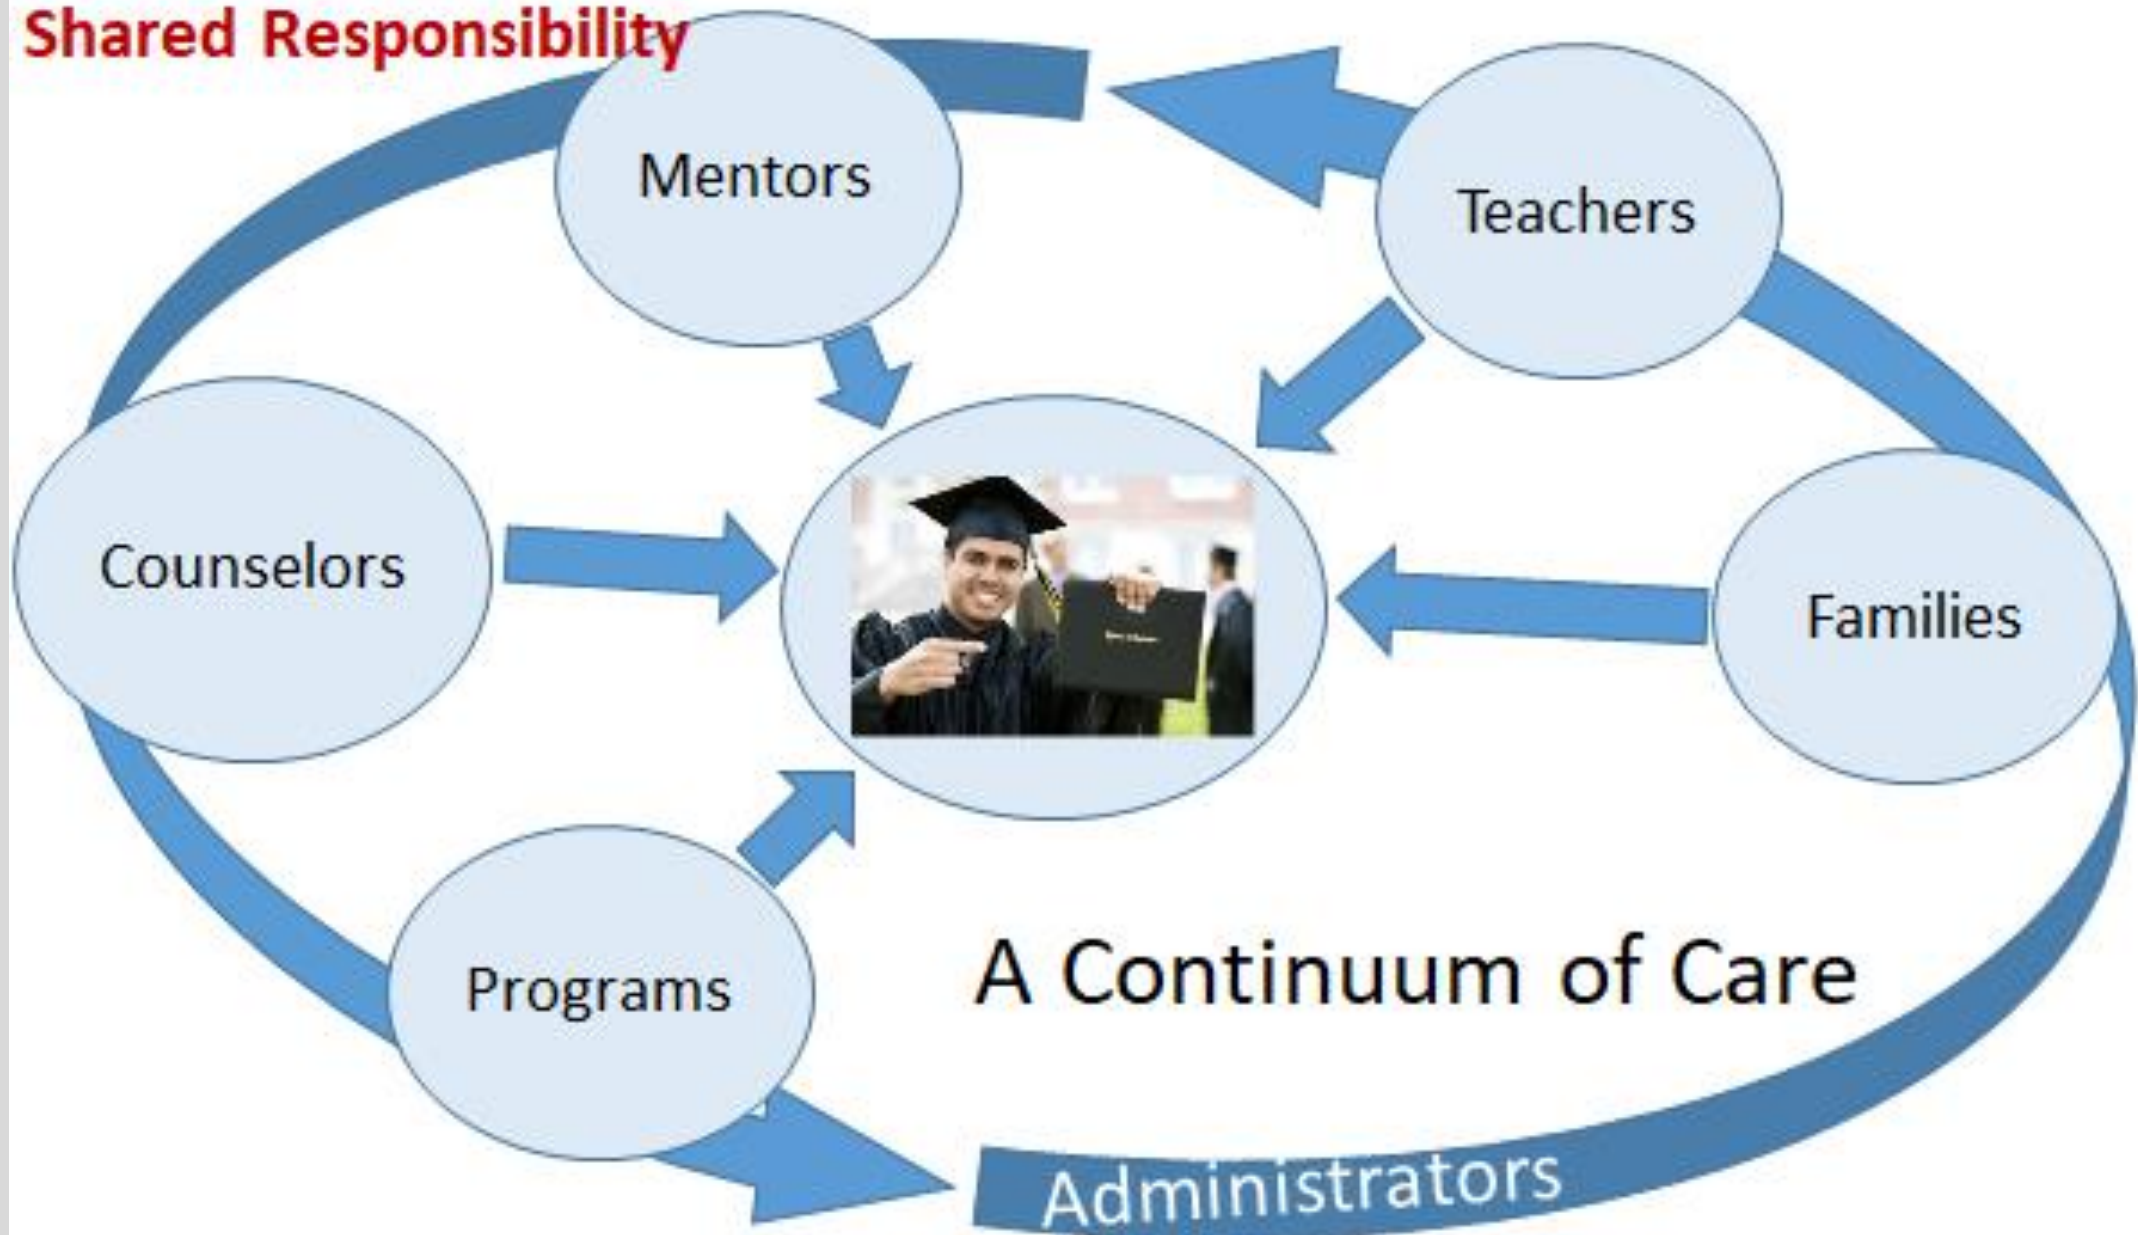 Shared Responsibility
Mentors
Teachers
Counselors
Families
Programs
A Continuum of Care
Administrators